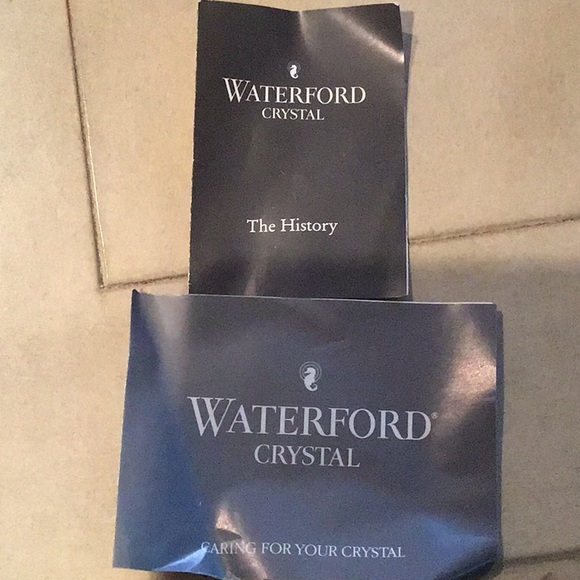 WATERFORD
CRYSTAL
The History
WATERFORD®
CRYSTAL
CARING FOR YOUR CRYSTAL